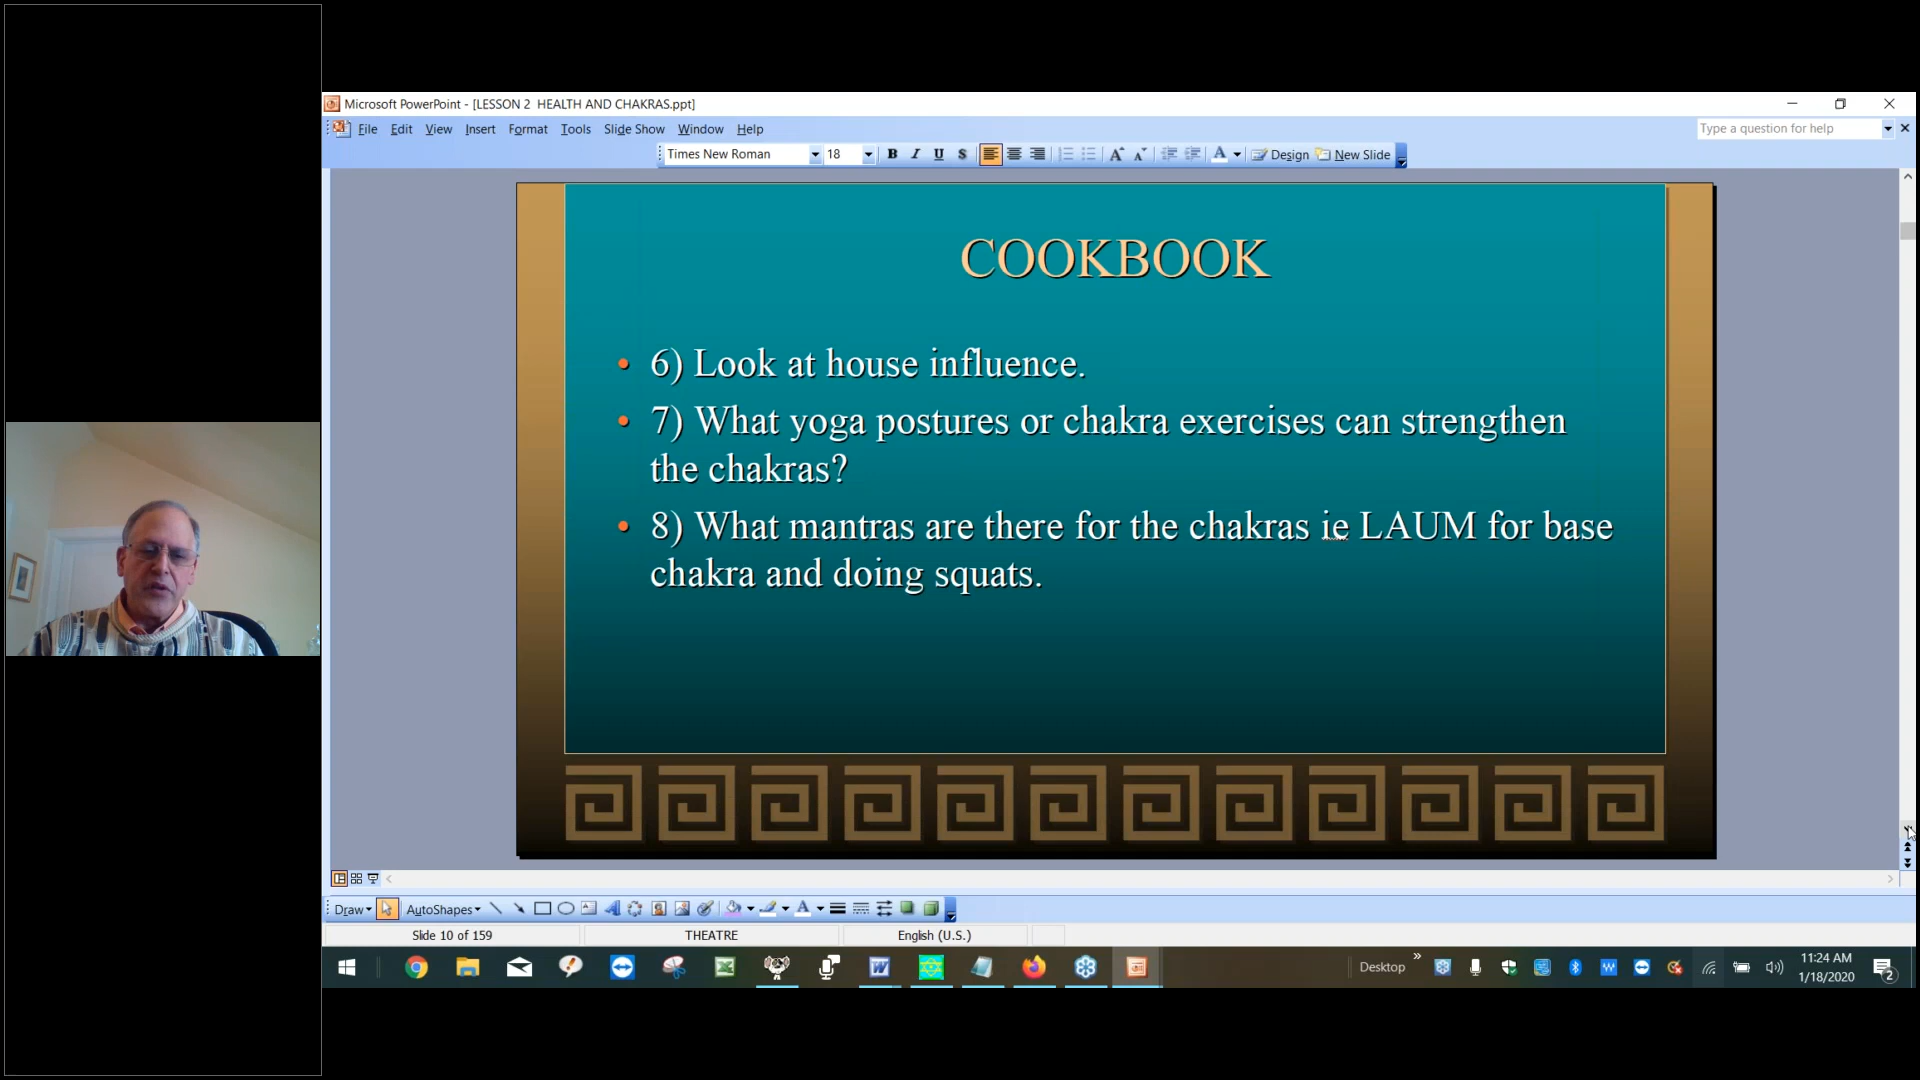 Microsoft PowerPoint - [LESSON 2 HEALTH AND CHAKRAS.ppt]
File Edit View Insert Format Tools Slide Show Window Help
Type a question for help
Times New Roman 18 B I U S A A A Design New Slide
COOKBOOK
• 6) Look at house influence.
• 7) What yoga postures or chakra exercises can strengthen
the chakras?
• 8) What mantras are there for the chakras ie LAUM for base
chakra and doing squats.
Draw AutoShapes A A
Slide 10 of 159 THEATRE English (U.S.)
Desktop » 11:24 AM
1/18/2020 2